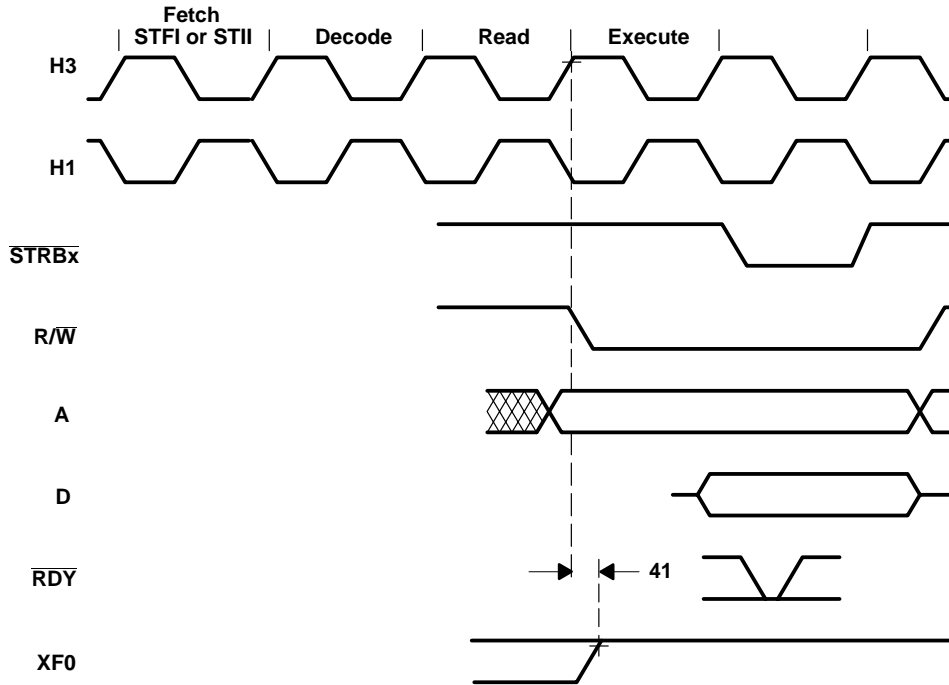 Fetch
STFI or STII Decode Read Execute
H3
H1
STRBx
R/W
A
D
RDY
41
XF0